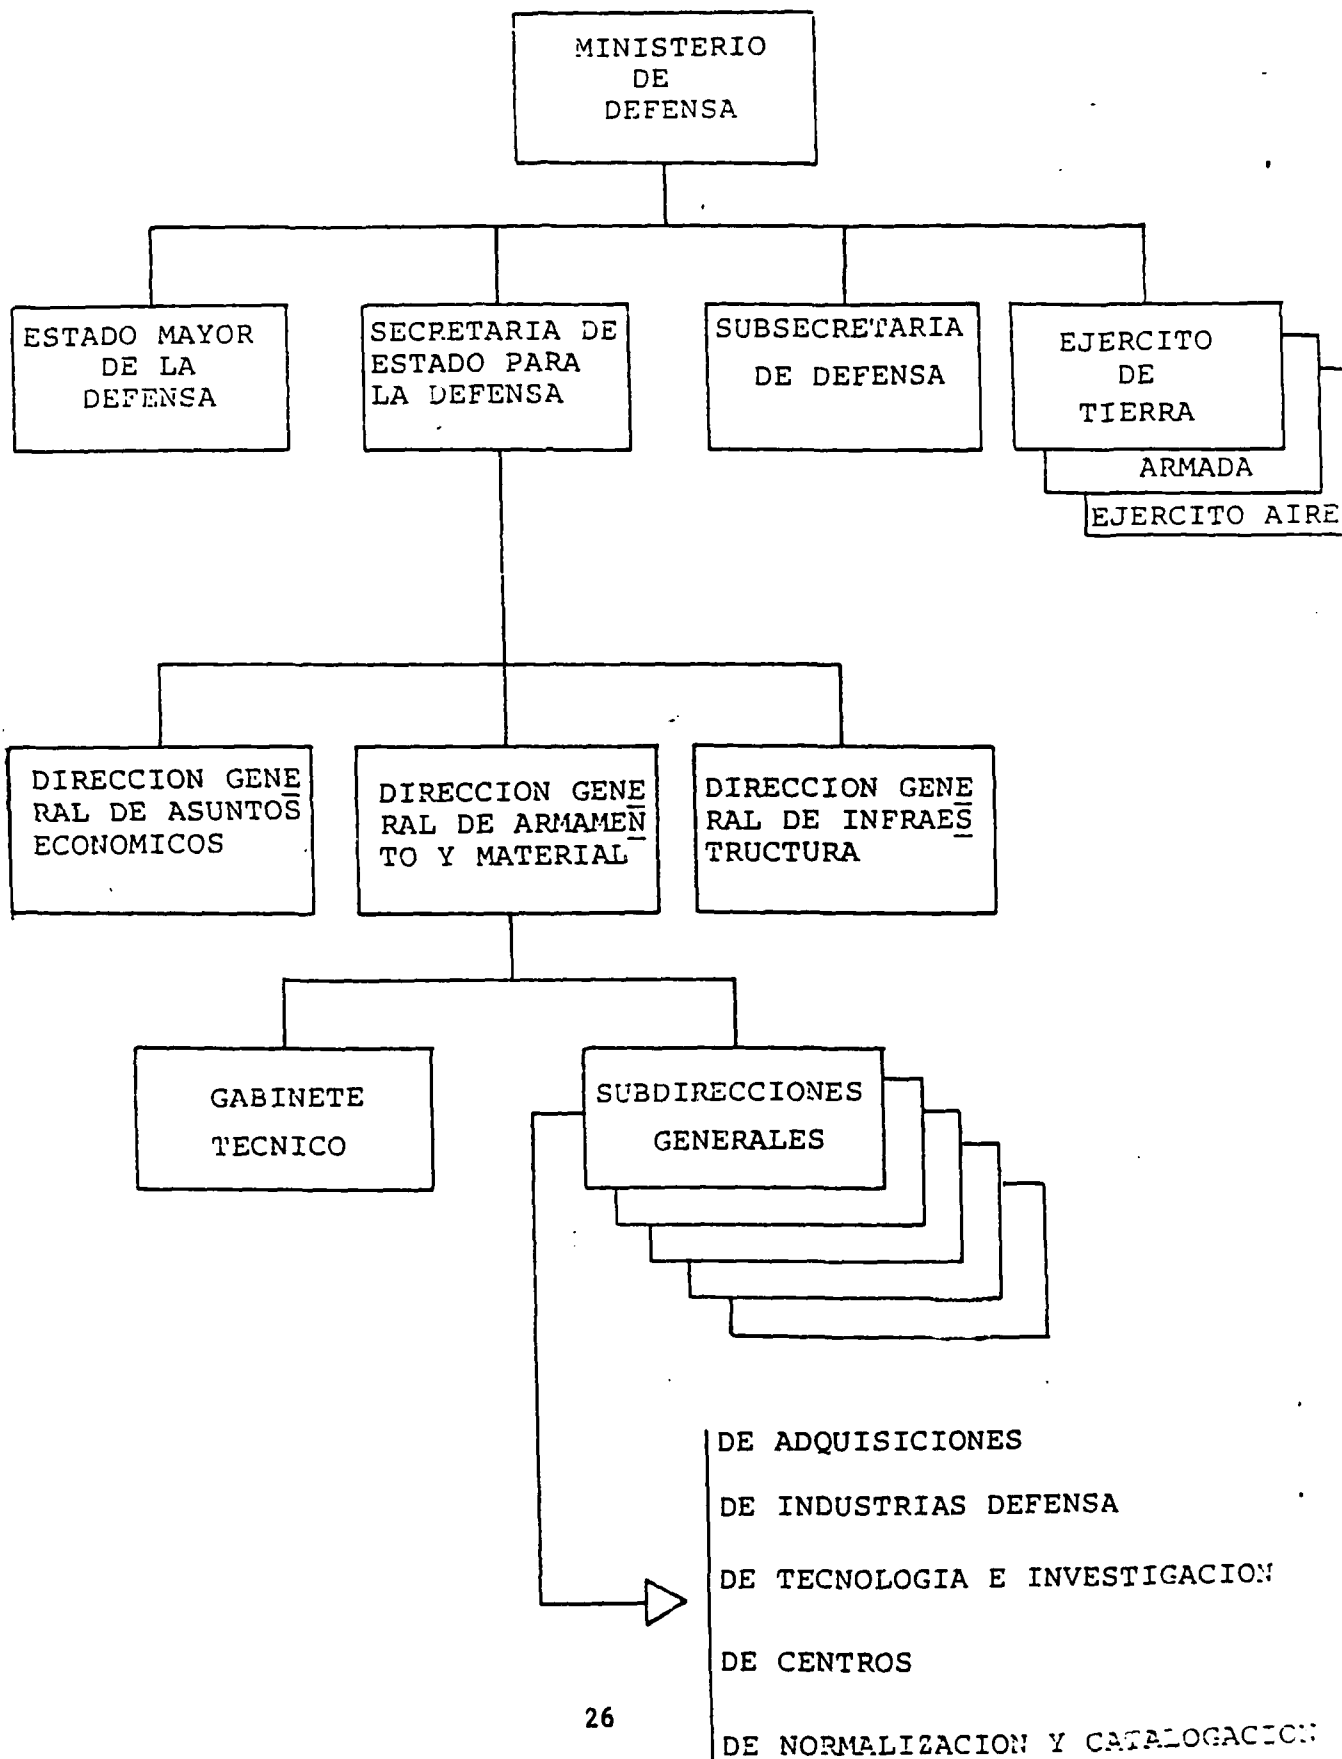 MINISTERIO
DE
DEFENSA
ESTADO MAYOR
DE LA
DEFENSA
SECRETARIA DE
ESTADO PARA
LA DEFENSA
SUBSECRETARIA
DE DEFENSA
EJERCITO
DE
TIERRA
ARMADA
EJERCITO AIRE
DIRECCION GENE
RAL DE ASUNTOS
ECONOMICOS
DIRECCION GENE
RAL DE ARMAMEN
TO Y MATERIAL
DIRECCION GENE
RAL DE INFRAES
TRUCTURA
GABINETE
TECNICO
SUBDIRECCIONES
GENERALES
DE ADQUISICIONES
DE INDUSTRIAS DEFENSA
DE TECNOLOGIA E INVESTIGACION
DE CENTROS
DE NORMALIZACION Y CATALOGACION
26